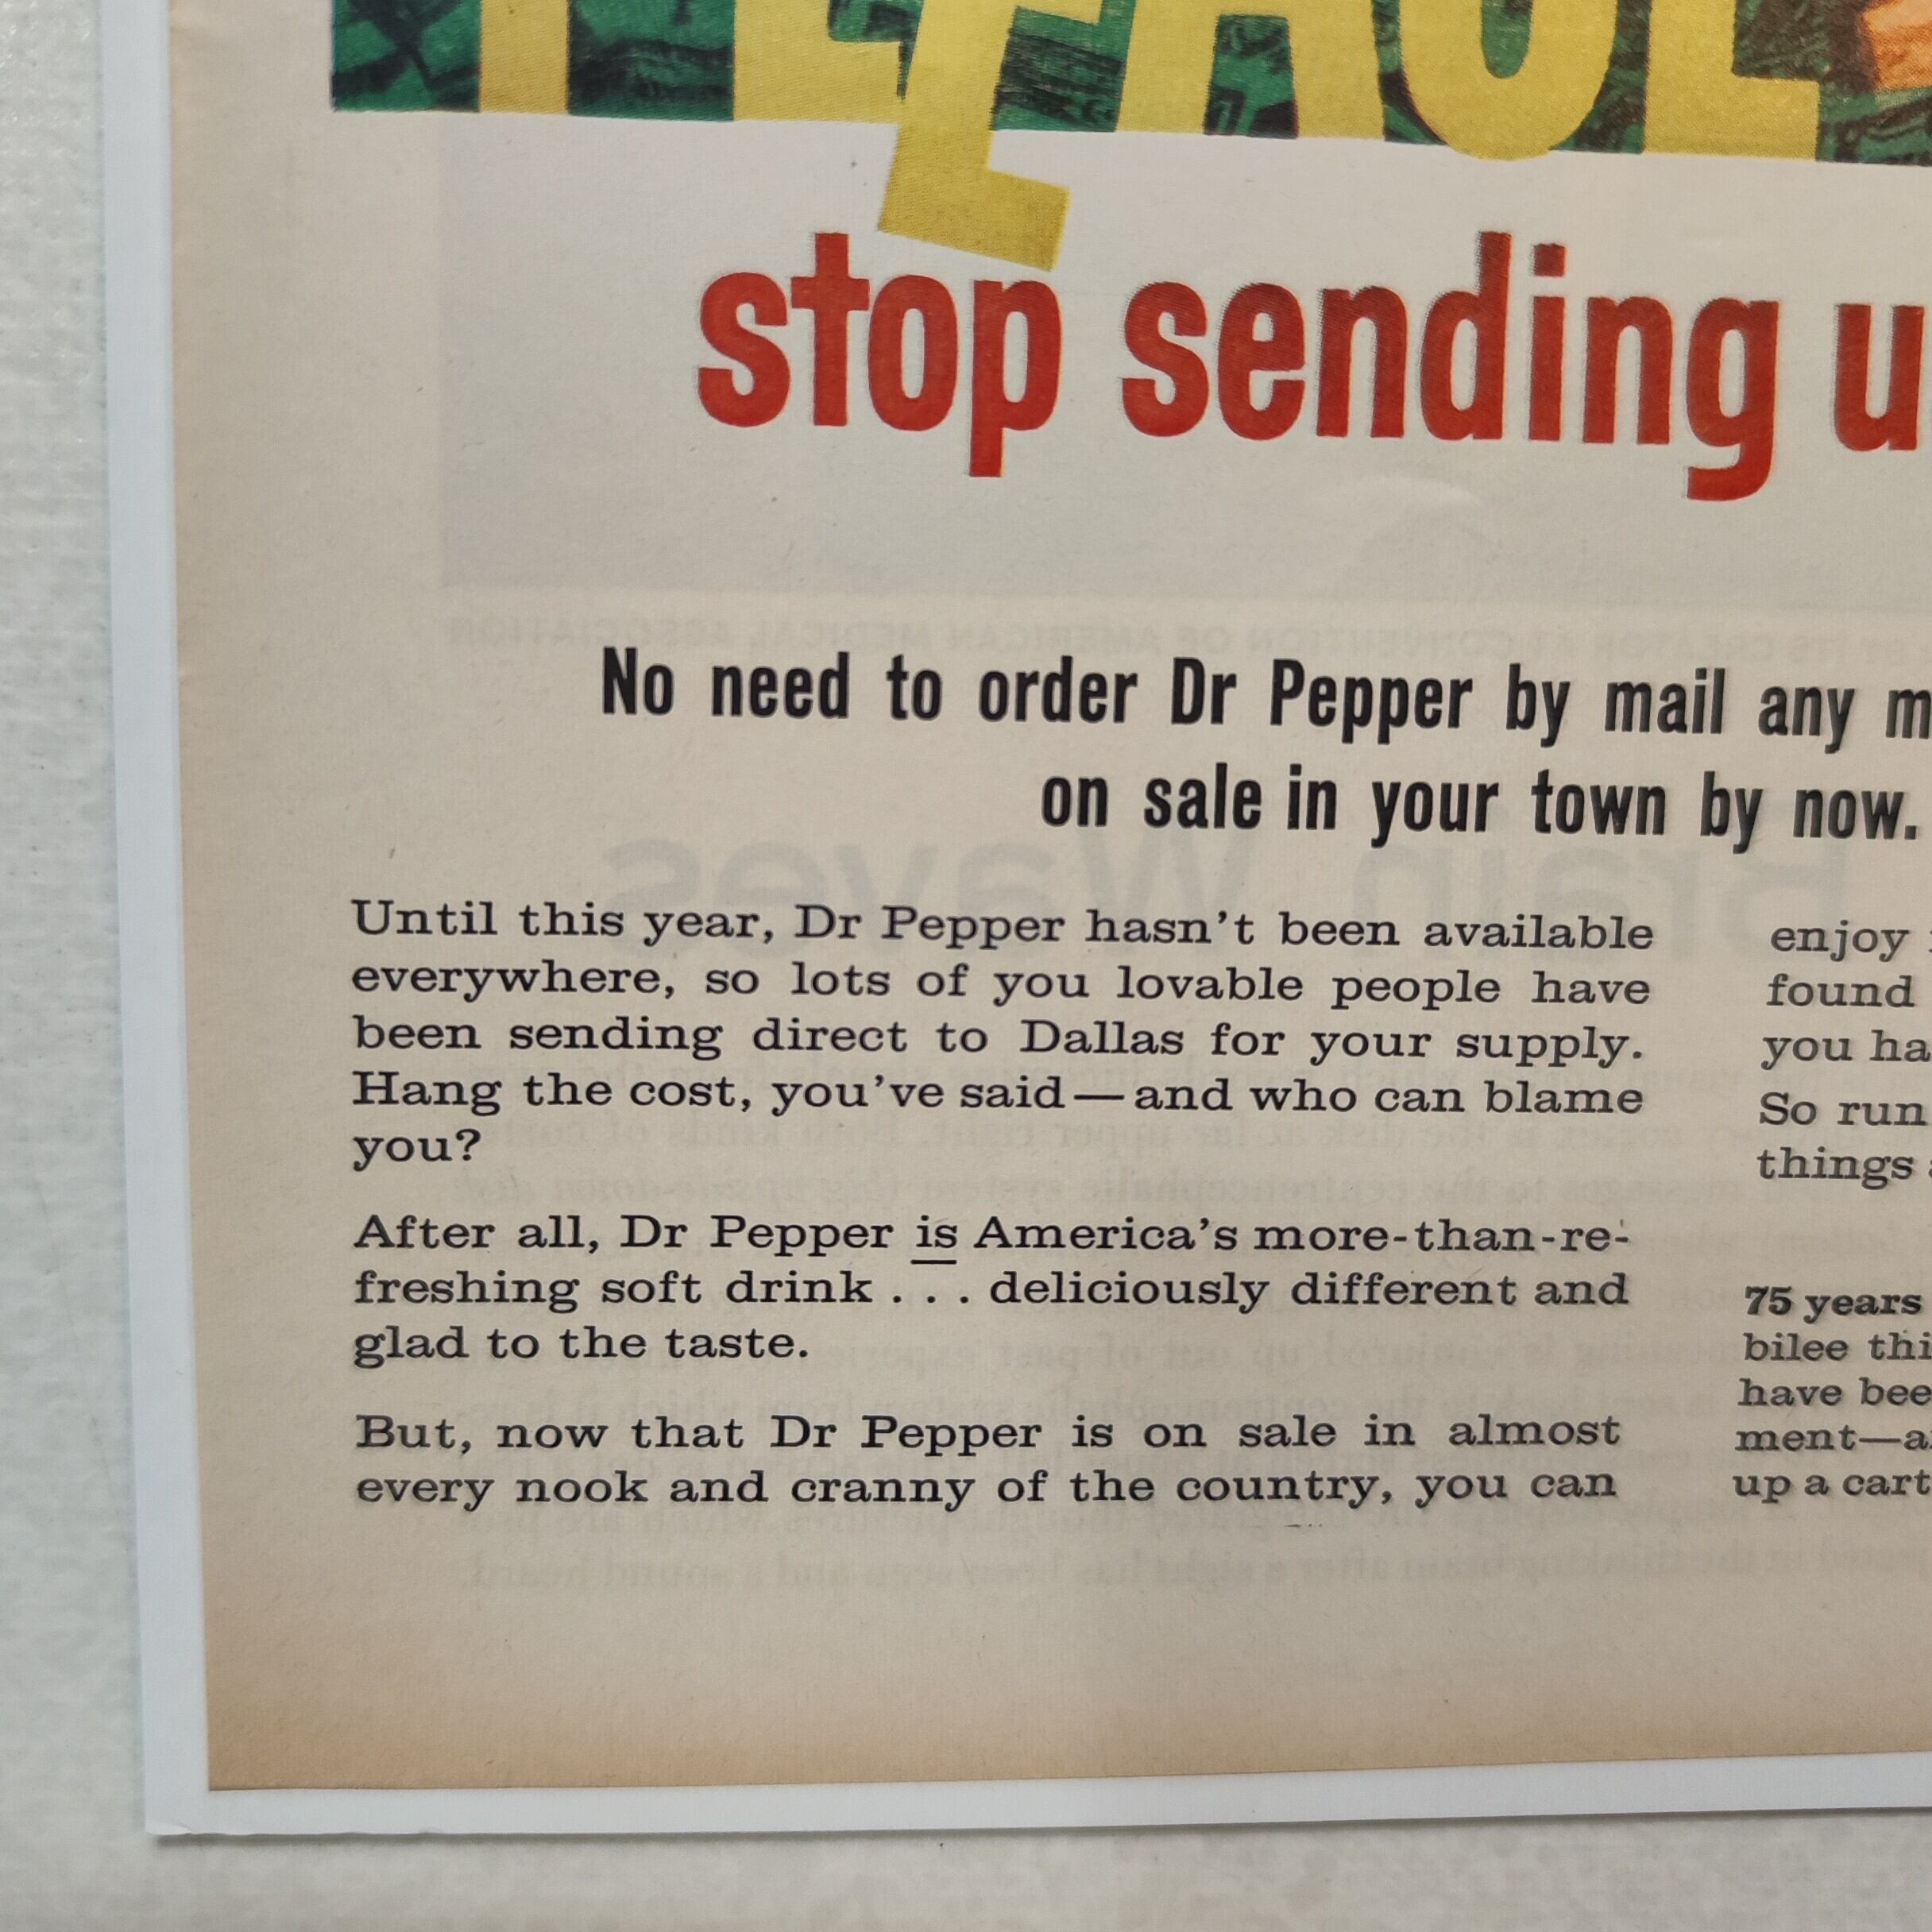 PLEASE
stop sending u
No need to order Dr Pepper by mail any m
on sale in your town by now.
Until this year, Dr Pepper hasn't been available
everywhere, so lots of you lovable people have
been sending direct to Dallas for your supply.
Hang the cost, you've said—and who can blame
you?
After all, Dr Pepper is America's more-than-re-
freshing soft drink . . . deliciously different and
glad to the taste.
But, now that Dr Pepper is on sale in almost
every nook and cranny of the country, you can
enjoy
found
you ha
So run
things
75 years
bilee thi
have bee
ment—a
up a cart